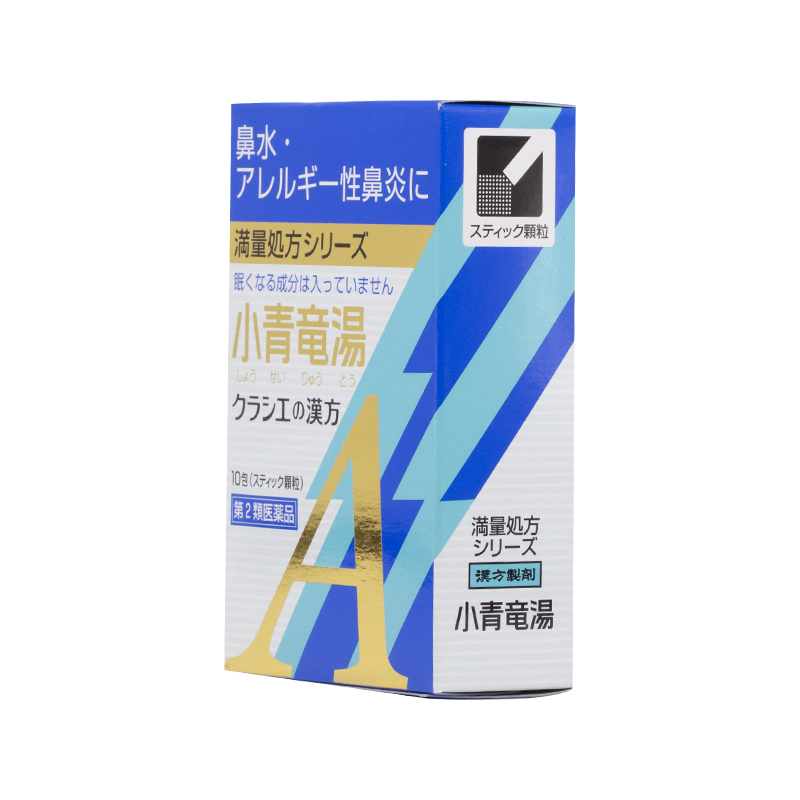 鼻水・
アレルギー性鼻炎に
満量処方シリーズ
眠くなる成分は入っていません
小青竜湯
しょう せい りゅう とう
クラシエの漢方
10包(スティック顆粒)
第2類医薬品
A
スティック顆粒
満量処方
シリーズ
漢方製剤
小青竜湯